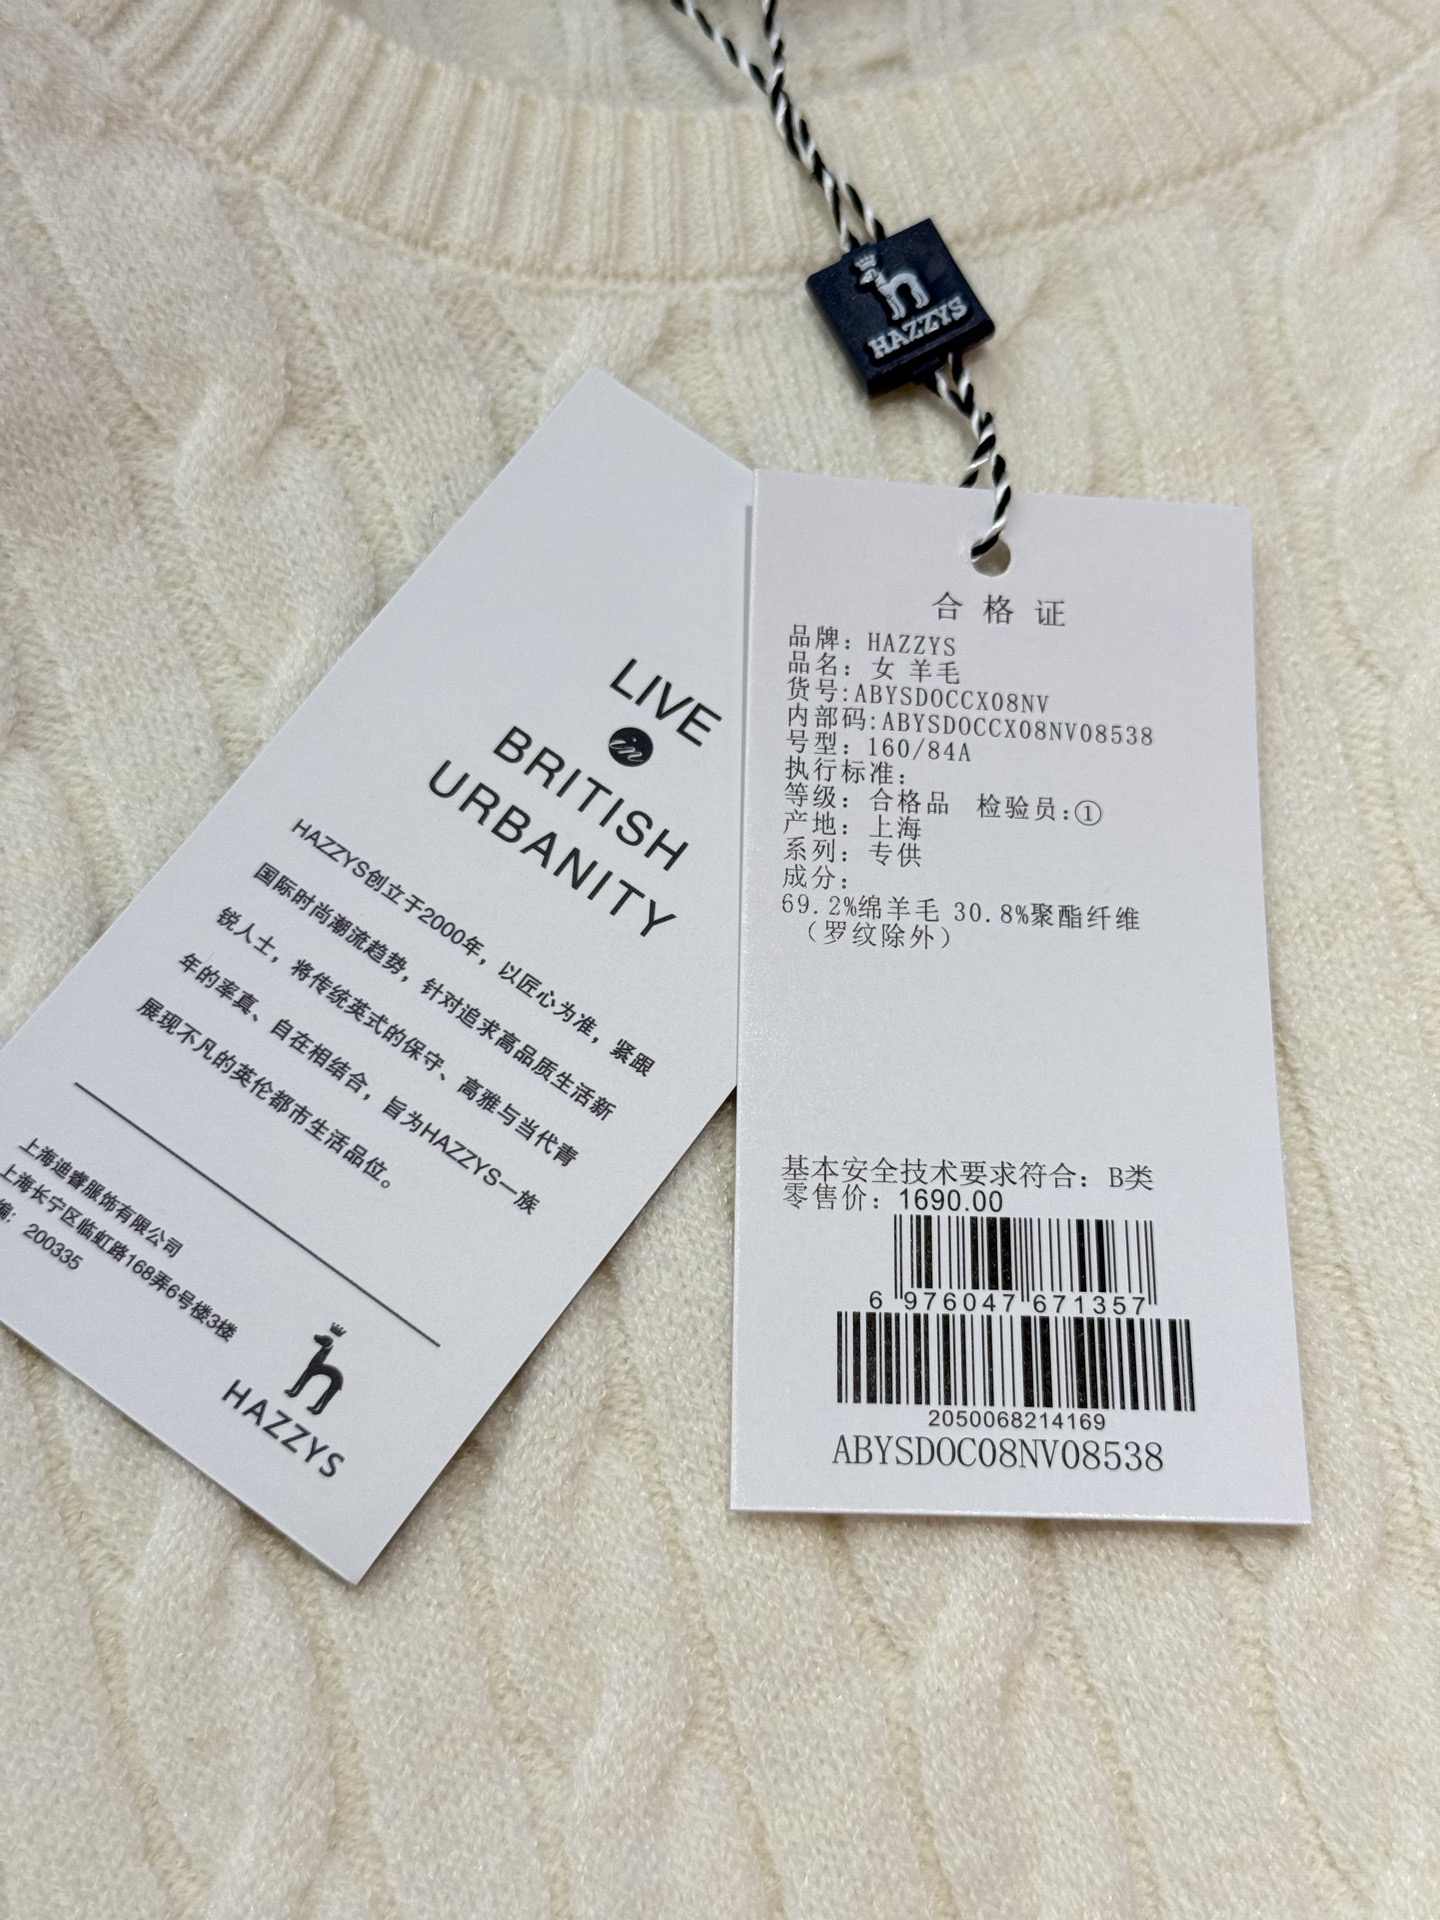 HAZZYS
LIVE
in
BRITISH
URBANITY
HAZZYS创立于2000年，以匠心为准，紧跟
国际时尚潮流趋势，针对追求高品质生活新
锐人士，将传统英式的保守、高雅与当代青
年的率真、自在相结合，旨为HAZZYS一族
展现不凡的英伦都市生活品位。
上海迪睿服饰有限公司
上海长宁区临虹路168弄6号楼3楼
编：200335
HAZZYS
合格证
品牌：HAZZYS
品名：女 羊毛
货号:ABYSDOCCX08NV
内部码:ABYSDOCCX08NV08538
号型：160/84A
执行标准：
等级：合格品 检验员:①
产地：上海
系列：专供
成分：
69.2%绵羊毛 30.8%聚酯纤维
（罗纹除外）
基本安全技术要求符合：B类
零售价：1690.00
6 976047 671357
2050068214169
ABYSDOC08NV08538